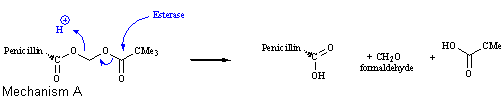 Esterase
H
⊕
Penicillin
O
O
CMe3
O
O
Mechanism A
Penicillin
O
OH
+ CH2O
formaldehyde
+
HO
CMe
O